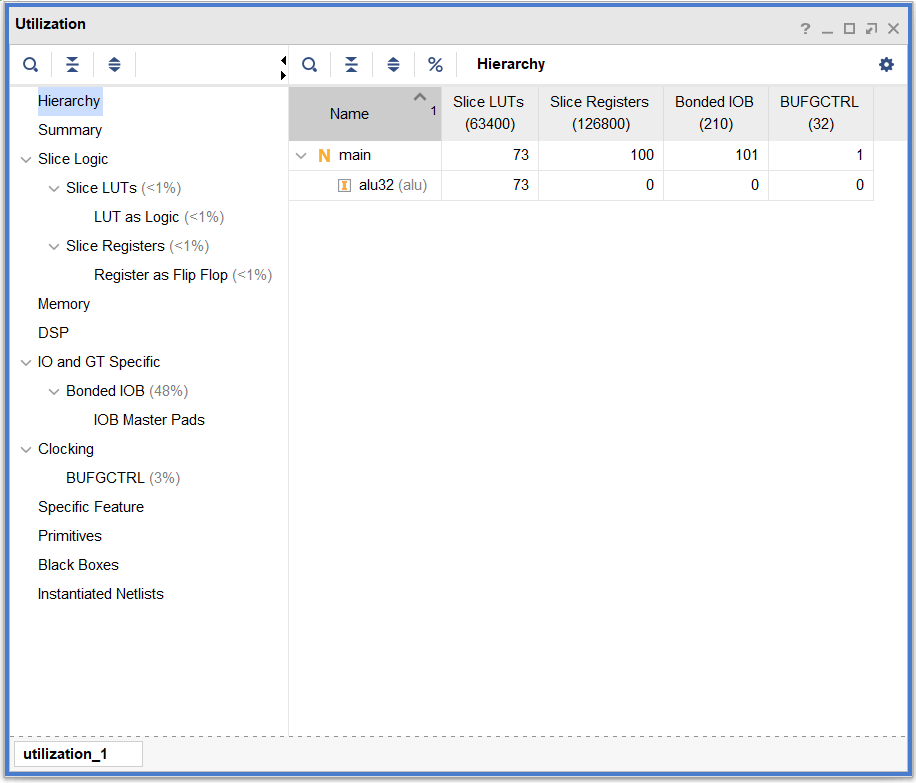 Utilization
?
%
Hierarchy
Hierarchy
Summary
Slice Logic
Slice LUTs (<1%)
LUT as Logic (<1%)
Slice Registers (<1%)
Register as Flip Flop (<1%)
Memory
DSP
IO and GT Specific
Bonded IOB (48%)
IOB Master Pads
Clocking
BUFGCTRL (3%)
Specific Feature
Primitives
Black Boxes
Instantiated Netlists
Name 1 Slice LUTs (63400) Slice Registers (126800) Bonded IOB (210) BUFGCTRL (32)
N main 73 100 101 1
I alu32 (alu) 73 0 0 0
utilization_1